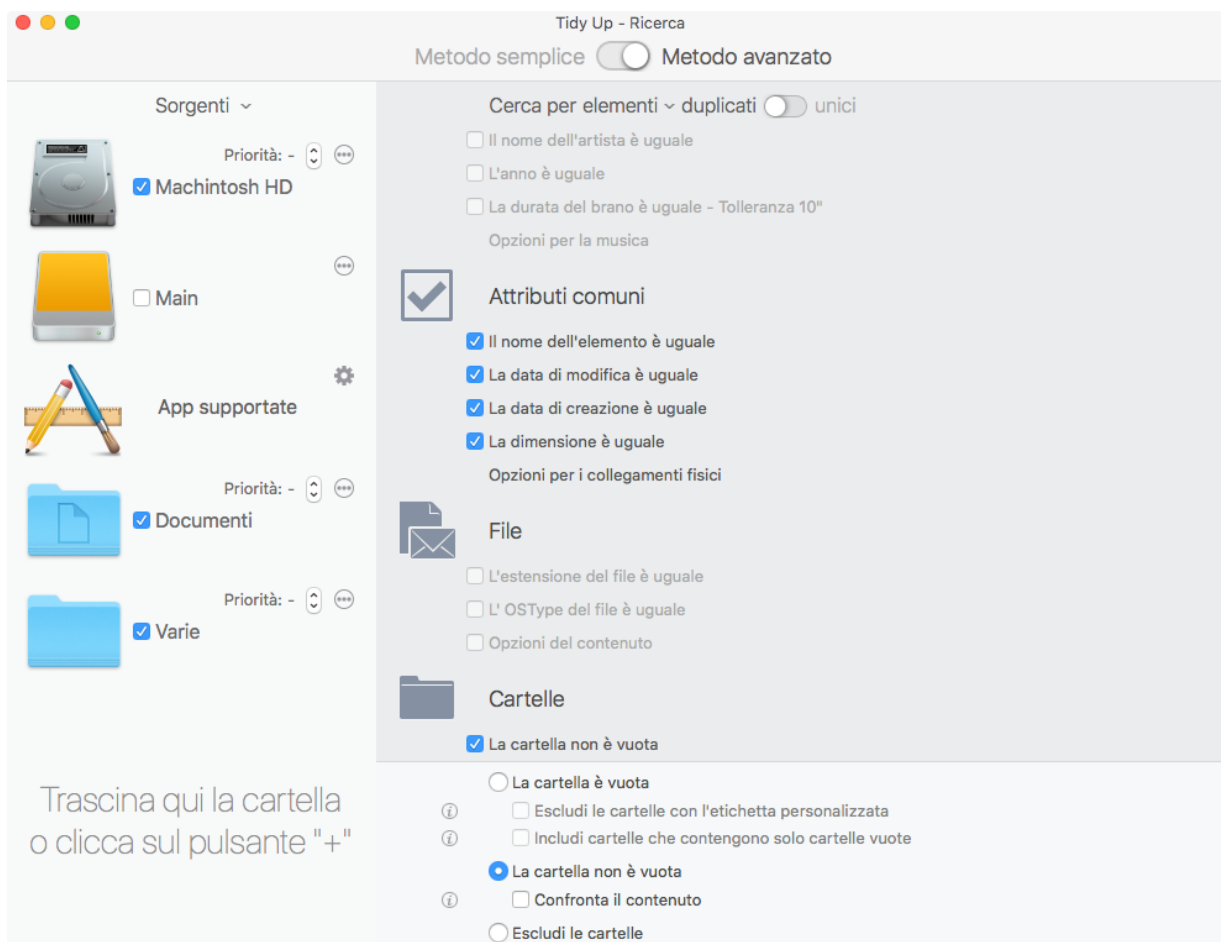 Tidy Up - Ricerca
Metodo semplice Metodo avanzato
Sorgenti
Priorità: -
Machintosh HD
Main
App supportate
Priorità: -
Documenti
Priorità: -
Varie
Trascina qui la cartella
o clicca sul pulsante "+"
Cerca per elementi duplicati unici
Il nome dell'artista è uguale
L'anno è uguale
La durata del brano è uguale - Tolleranza 10"
Opzioni per la musica
Attributi comuni
Il nome dell'elemento è uguale
La data di modifica è uguale
La data di creazione è uguale
La dimensione è uguale
Opzioni per i collegamenti fisici
File
L'estensione del file è uguale
L' OSType del file è uguale
Opzioni del contenuto
Cartelle
La cartella non è vuota
La cartella è vuota
Escludi le cartelle con l'etichetta personalizzata
Includi cartelle che contengono solo cartelle vuote
La cartella non è vuota
Confronta il contenuto
Escludi le cartelle